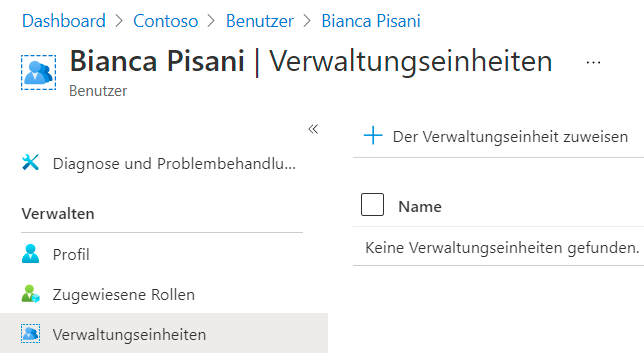 Dashboard > Contoso > Benutzer > Bianca Pisani
Bianca Pisani | Verwaltungseinheiten ...
Benutzer
«
Diagnose und Problembehandlu...
Verwalten
Profil
Zugewiesene Rollen
Verwaltungseinheiten
+ Der Verwaltungseinheit zuweisen
Name
Keine Verwaltungseinheiten gefunden.